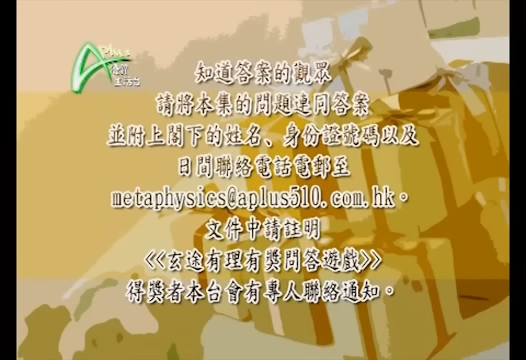 Aplus
知道答案的觀眾
請將本集的問題連同答案
並附上閣下的姓名、身份證號碼以及
日間聯絡電話電郵至
metaphysics@aplus510.com.hk。
文件中請註明
<<玄途有理有獎問答遊戲>>
得獎者本台會有專人聯絡通知。